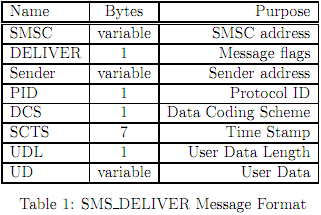 Name Bytes Purpose
SMSC variable SMSC address
DELIVER 1 Message flags
Sender variable Sender address
PID 1 Protocol ID
DCS 1 Data Coding Scheme
SCTS 7 Time Stamp
UDL 1 User Data Length
UD variable User Data
Table 1: SMS_DELIVER Message Format